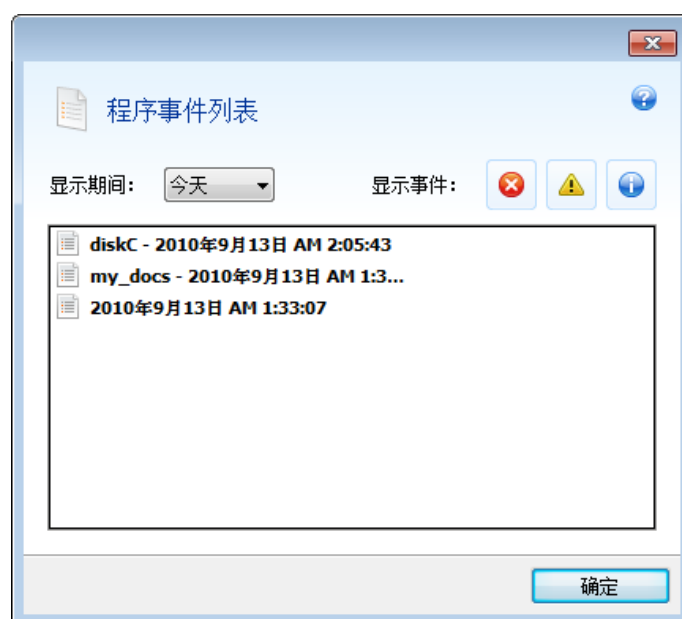 程序事件列表
显示期间： 今天 显示事件：
diskC - 2010年9月13日 AM 2:05:43
my_docs - 2010年9月13日 AM 1:3...
2010年9月13日 AM 1:33:07
确定